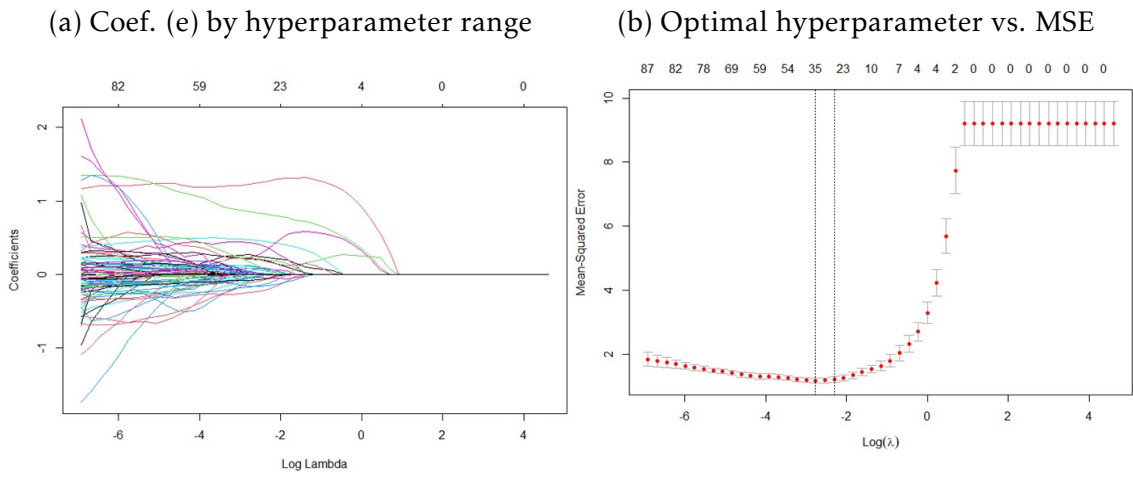 (a) Coef. (e) by hyperparameter range
82 59 23 4 0 0
2
1
0
-1
Coefficients
-6 -4 -2 0 2 4
Log Lambda
(b) Optimal hyperparameter vs. MSE
87 82 78 69 59 54 35 23 10 7 4 4 2 0 0 0 0 0 0 0 0 0
10
8
6
4
2
Mean-Squared Error
-6 -4 -2 0 2 4
Log(λ)